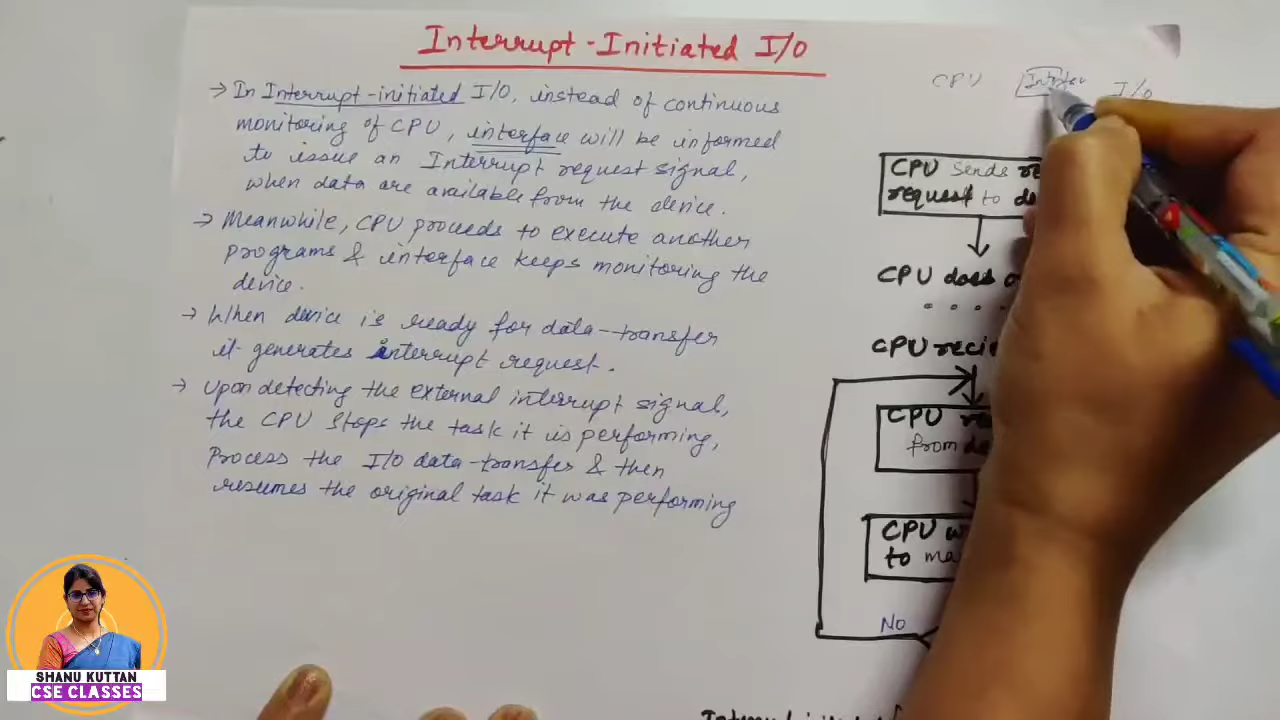 Interrupt-Initiated I/O
→ In Interrupt-initiated I/O, instead of continuous
monitoring of CPU, interface will be informed
to issue an Interrupt request signal,
when data are available from the device.
→ Meanwhile, CPU proceeds to execute another
programs & interface keeps monitoring the
device.
→ When device is ready for data-transfer
it generates interrupt request.
→ Upon detecting the external interrupt signal,
the CPU stops the task it is performing,
Process the I/O data-transfer & then
resumes the original task it was performing
CPU I/O
CPU sends
request to
CPU does
CPU
CPU
from
CPU
to
No
SHANU KUTTAN
CSE CLASSES